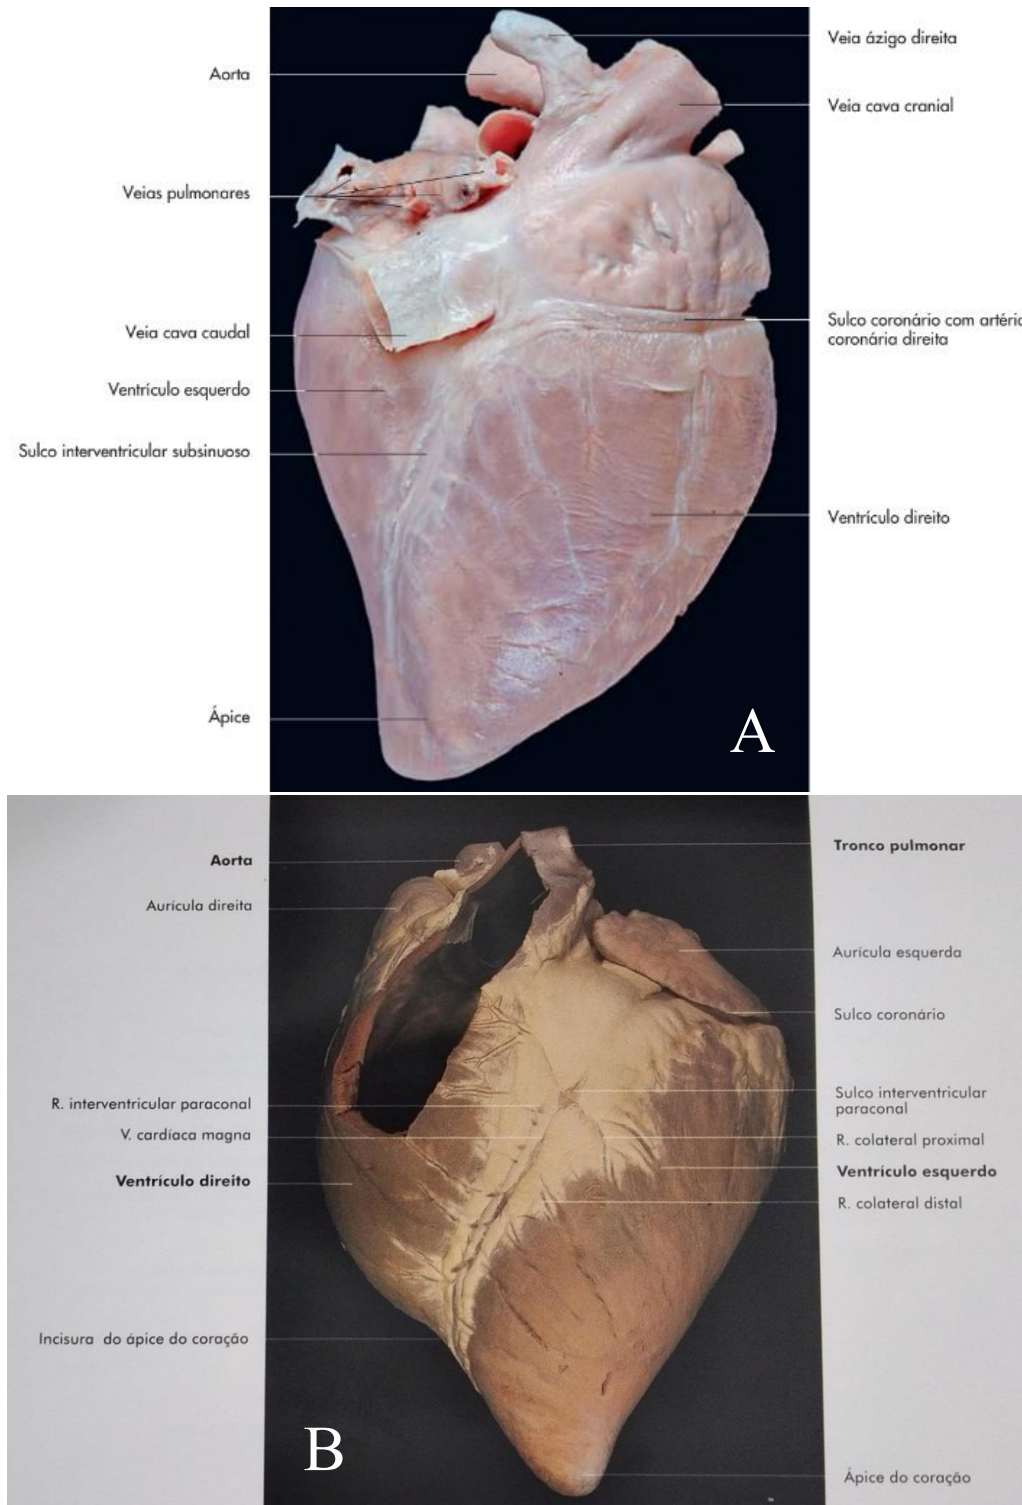 Veia ázigo direita
Aorta
Veia cava cranial
Veias pulmonares
Sulco coronário com artéria
coronária direita
Veia cava caudal
Ventrículo esquerdo
Sulco interventricular subsinuoso
Ventrículo direito
Ápice
A
Tronco pulmonar
Aorta
Aurícula direita
Aurícula esquerda
Sulco coronário
Sulco interventricular
paraconal
R. interventricular paraconal
V. cardíaca magna
R. colateral proximal
Ventrículo esquerdo
Ventrículo direito
R. colateral distal
Incisura do ápice do coração
B
Ápice do coração